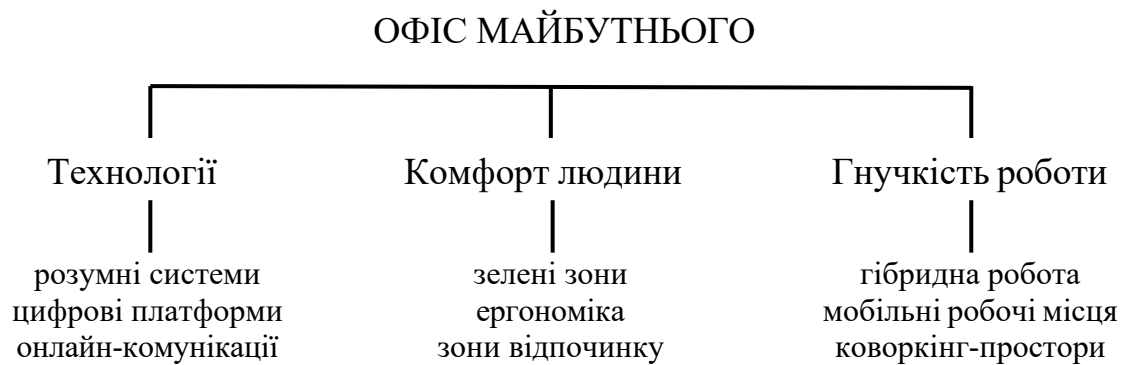 ОФІС МАЙБУТНЬОГО
Технології
Комфорт людини
Гнучкість роботи
розумні системи
цифрові платформи
онлайн-комунікації
зелені зони
ергономіка
зони відпочинку
гібридна робота
мобільні робочі місця
коворкінг-простори